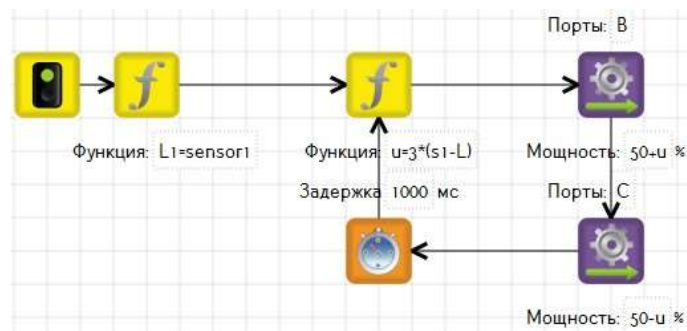 Порты: B
Функция: L1=sensor1
Функция: u=3*(s1-L)
Мощность: 50+u %
Задержка 1000 мс
Порты: C
Мощность: 50-u %